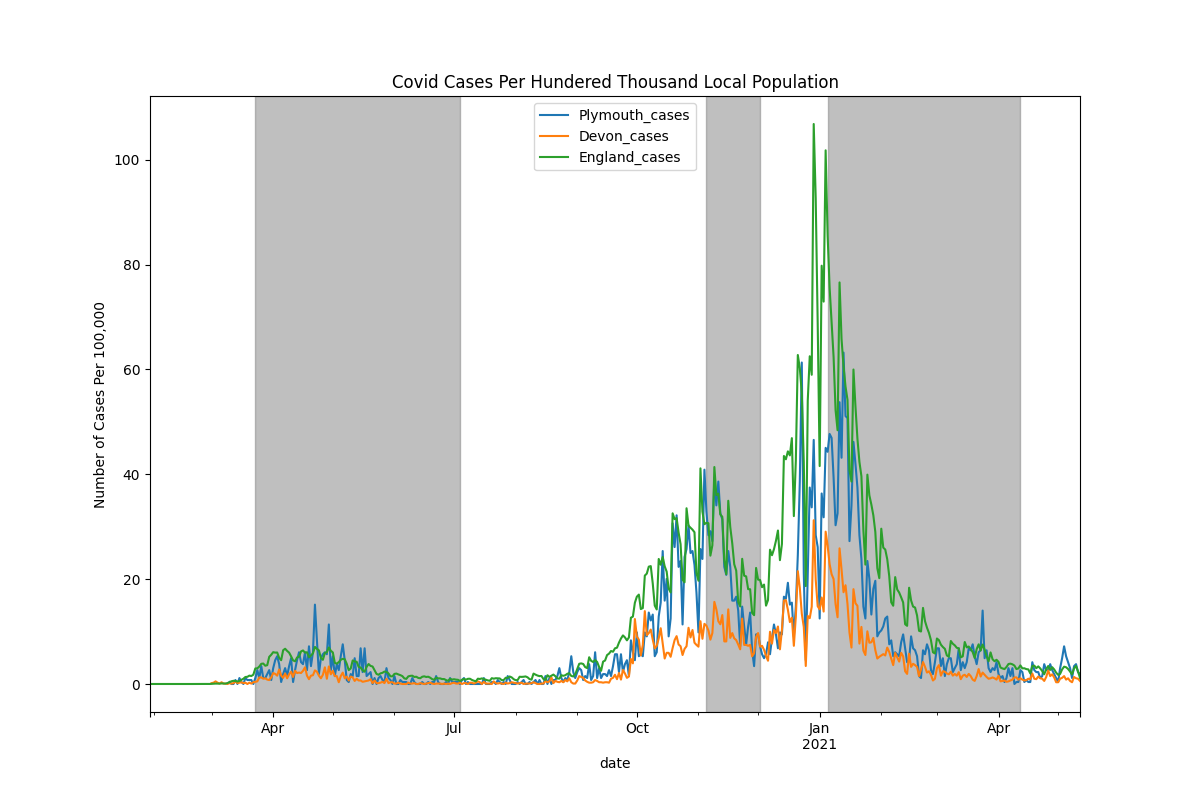 Covid Cases Per Hundered Thousand Local Population
Plymouth_cases
Devon_cases
England_cases
Number of Cases Per 100,000
100
80
60
40
20
0
Apr
Jul
Oct
Jan
2021
Apr
date